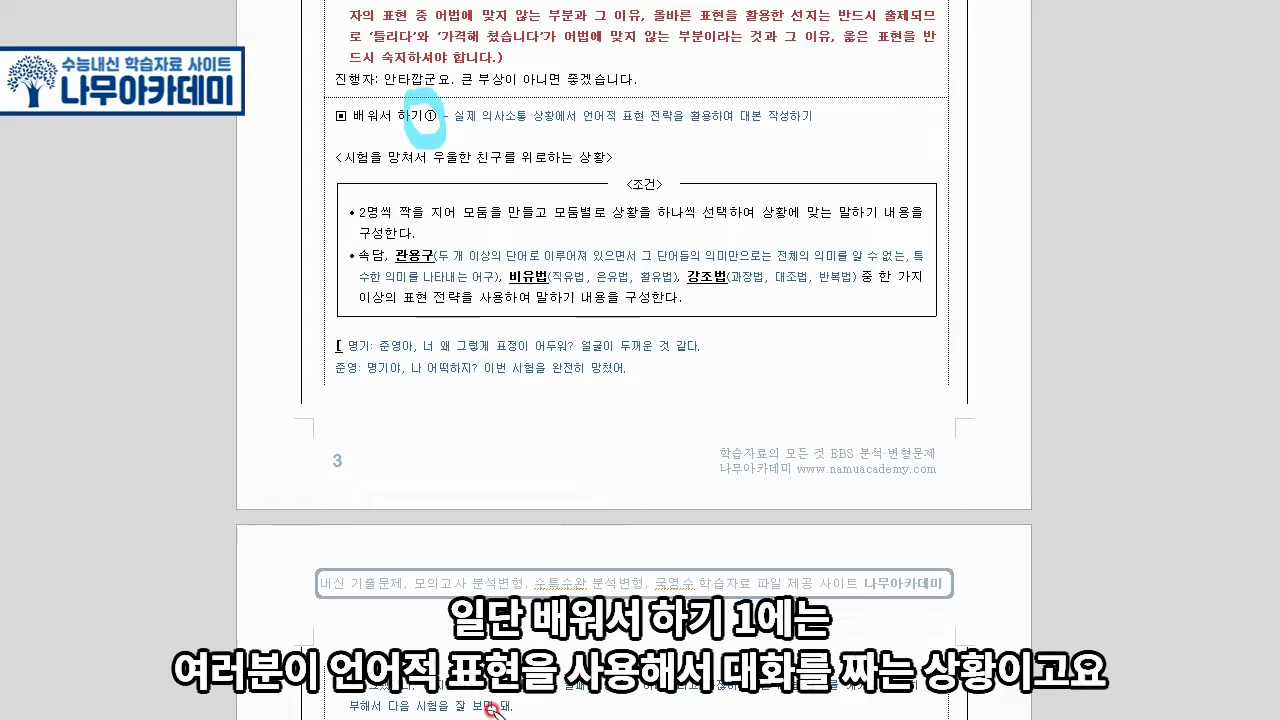 자의 표현 중 어법에 맞지 않는 부분과 그 이유, 올바른 표현을 활용한 선지는 반드시 출제되므
로 '틀리다'와 '가격해 쳤습니다'가 어법에 맞지 않는 부분이라는 것과 그 이유, 옳은 표현을 반
드시 숙지하셔야 합니다.)
수능내신 학습자료 사이트
나무아카데미
진행자: 안타깝군요. 큰 부상이 아니면 좋겠습니다.
▣ 배워서 하기① - 실제 의사소통 상황에서 언어적 표현 전략을 활용하여 대본 작성하기
<시험을 망쳐서 우울한 친구를 위로하는 상황>
<조건>
• 2명씩 짝을 지어 모둠을 만들고 모둠별로 상황을 하나씩 선택하여 상황에 맞는 말하기 내용을
구성한다.
• 속담, 관용구(두 개 이상의 단어로 이루어져 있으면서 그 단어들의 의미만으로는 전체의 의미를 알 수 없는, 특
수한 의미를 나타내는 어구), 비유법(직유법, 은유법, 활유법), 강조법(과장법, 대조법, 반복법) 중 한 가지
이상의 표현 전략을 사용하여 말하기 내용을 구성한다.
[ 명기: 준영아, 너 왜 그렇게 표정이 어두워? 얼굴이 두꺼운 것 같다.
준영: 명기야, 나 어떡하지? 이번 시험을 완전히 망쳤어.
3
학습자료의 모든 것 EBS 분석·변형문제
나무아카데미 www.namuacademy.com
내신 기출문제, 모의고사 분석변형, 수특수완 분석변형, 국영수 학습자료 파일 제공 사이트 나무아카데미
일단 배워서 하기 1에는
여러분이 언어적 표현을 사용해서 대화를 짜는 상황이고요
부해서 다음 시험을 잘 보면 돼.